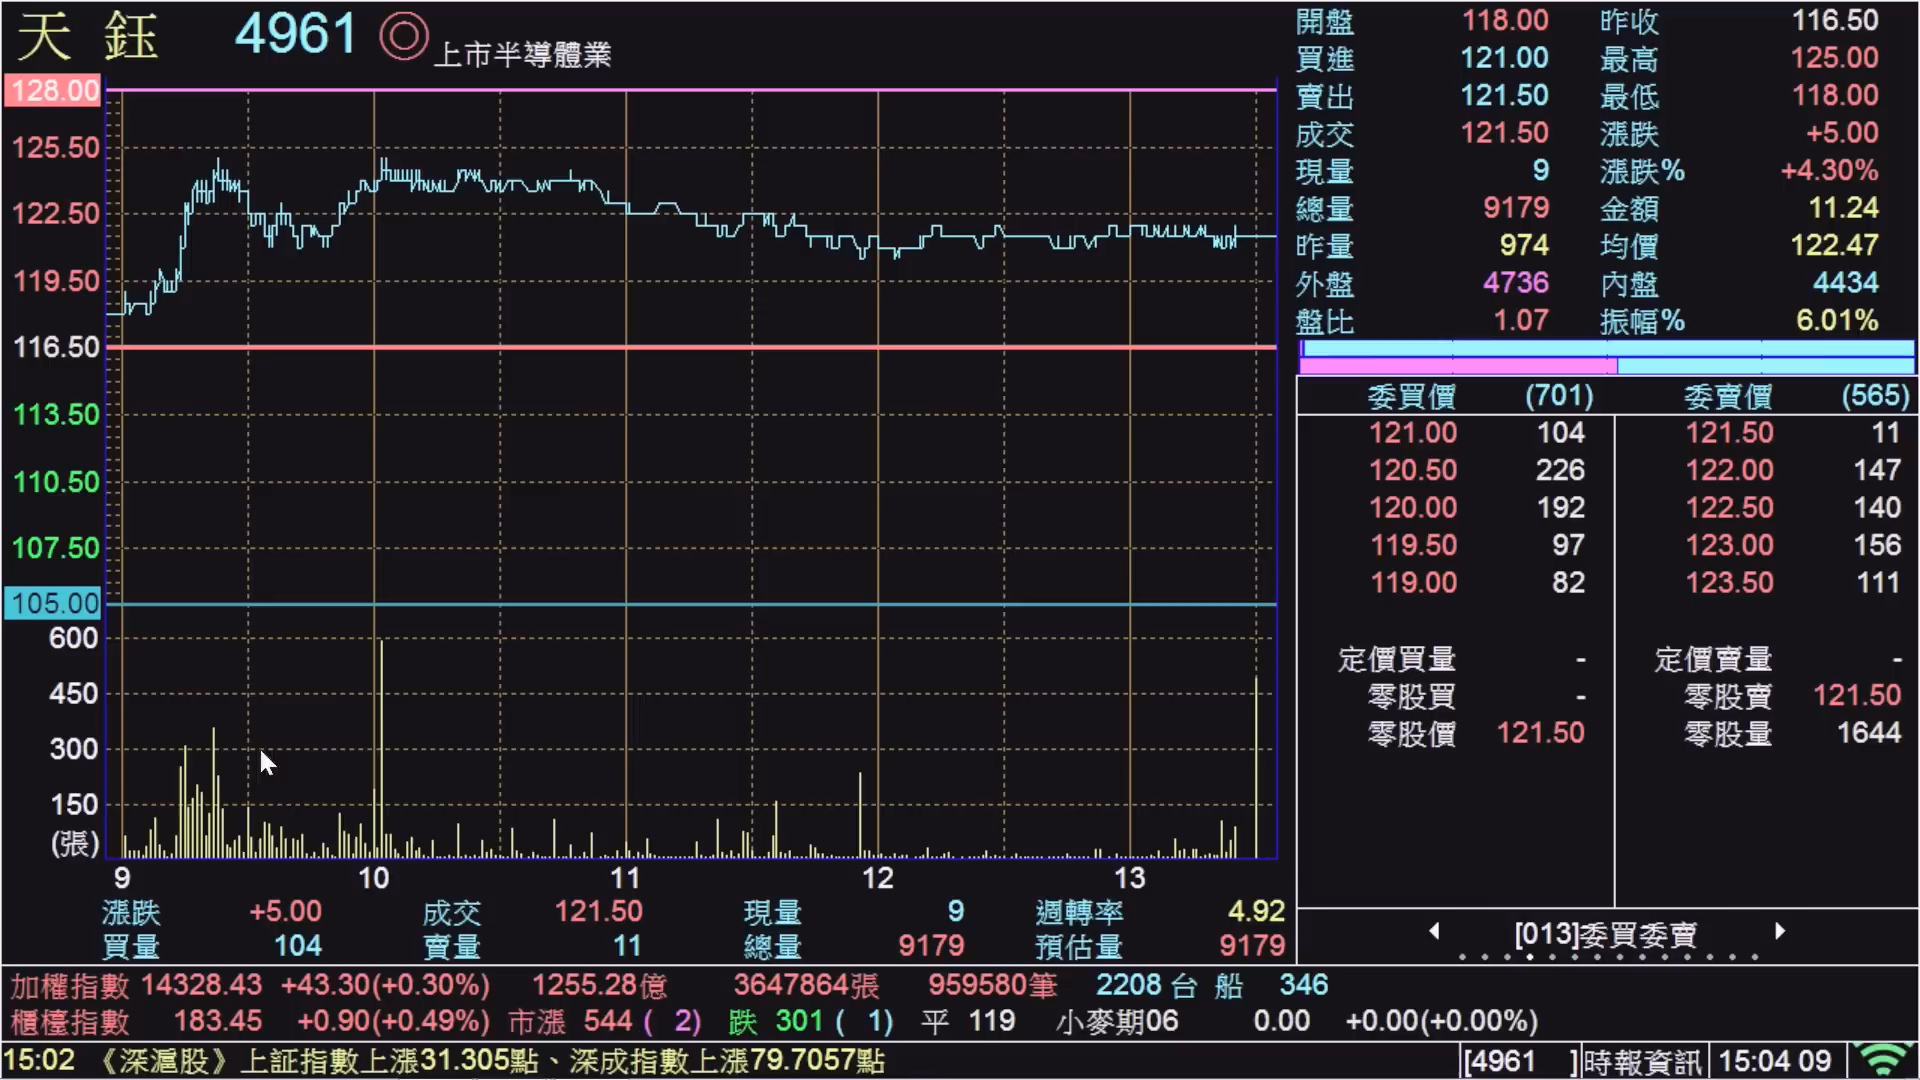 天 鈺 4961 ◎ 上市半導體業
128.00
125.50
122.50
119.50
116.50
113.50
110.50
107.50
105.00
600
450
300
150
(張)
9 10 11 12 13
漲跌 +5.00 成交 121.50 現量 9 週轉率 4.92
買量 104 賣量 11 總量 9179 預估量 9179
開盤 118.00 昨收 116.50
買進 121.00 最高 125.00
賣出 121.50 最低 118.00
成交 121.50 漲跌 +5.00
現量 9 漲跌% +4.30%
總量 9179 金額 11.24
昨量 974 均價 122.47
外盤 4736 內盤 4434
盤比 1.07 振幅% 6.01%
委買價 (701) 委賣價 (565)
121.00 104 121.50 11
120.50 226 122.00 147
120.00 192 122.50 140
119.50 97 123.00 156
119.00 82 123.50 111
定價買量 - 定價賣量 -
零股買 - 零股賣 121.50
零股價 121.50 零股量 1644
[013]委買委賣
加權指數 14328.43 +43.30(+0.30%) 1255.28億 3647864張 959580筆 2208 台 船 346
櫃檯指數 183.45 +0.90(+0.49%) 市漲 544 ( 2) 跌 301 ( 1) 平 119 小麥期06 0.00 +0.00(+0.00%)
15:02 《深滬股》上証指數上漲31.305點、深成指數上漲79.7057點 [4961 ]時報資訊 15:04 09